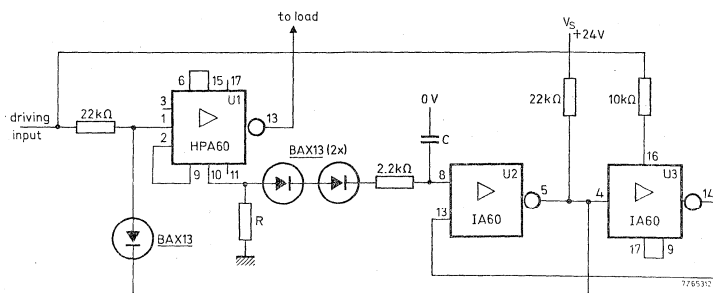 to load
VS
+24V
6
15
17
U1
22kΩ
10kΩ
3
driving
input
22kΩ
1
13
HPA60
2
0V
C
16
9
10
11
BAX13 (2x)
2.2kΩ
8
U2
5
4
U3
14
13
IA60
IA60
R
BAX13
17
9
7765312